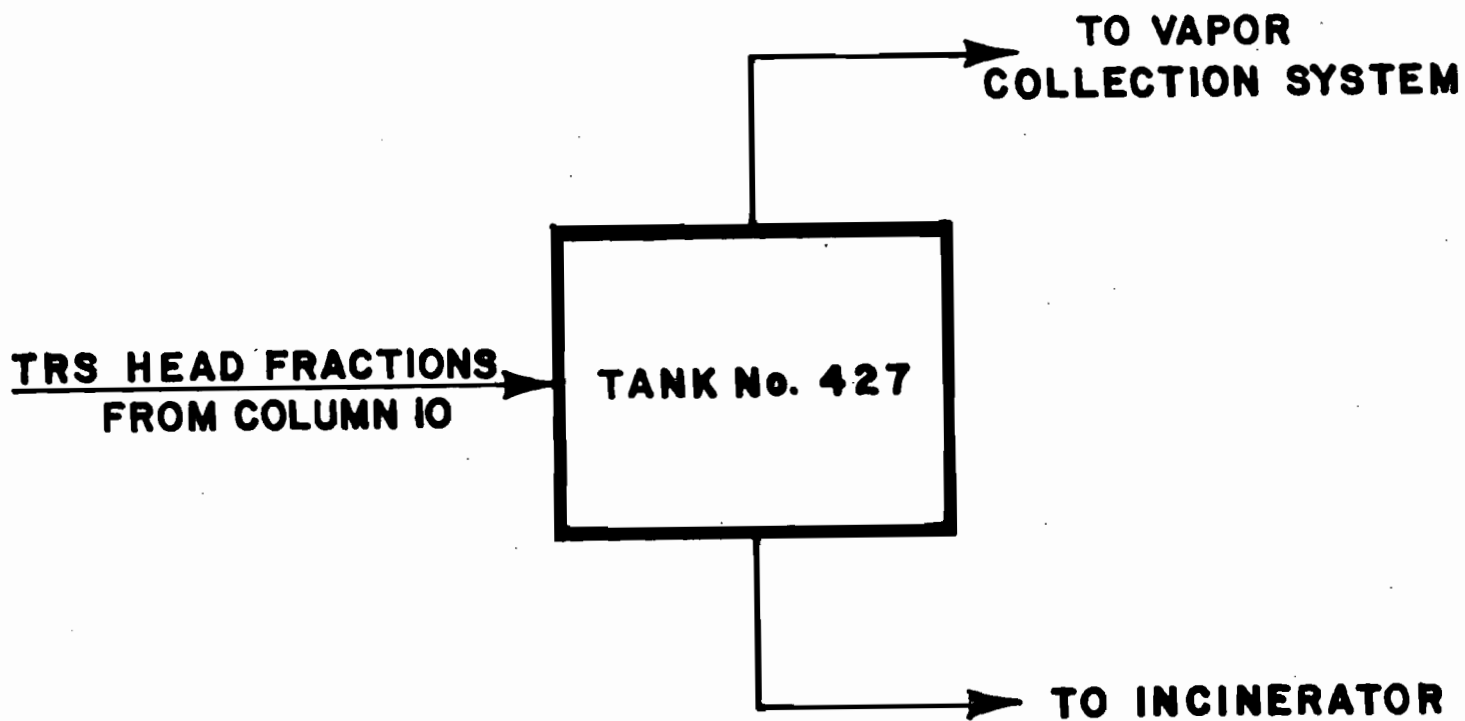 TO VAPOR
COLLECTION SYSTEM
TRS HEAD FRACTIONS
FROM COLUMN 10
TANK No. 427
TO INCINERATOR